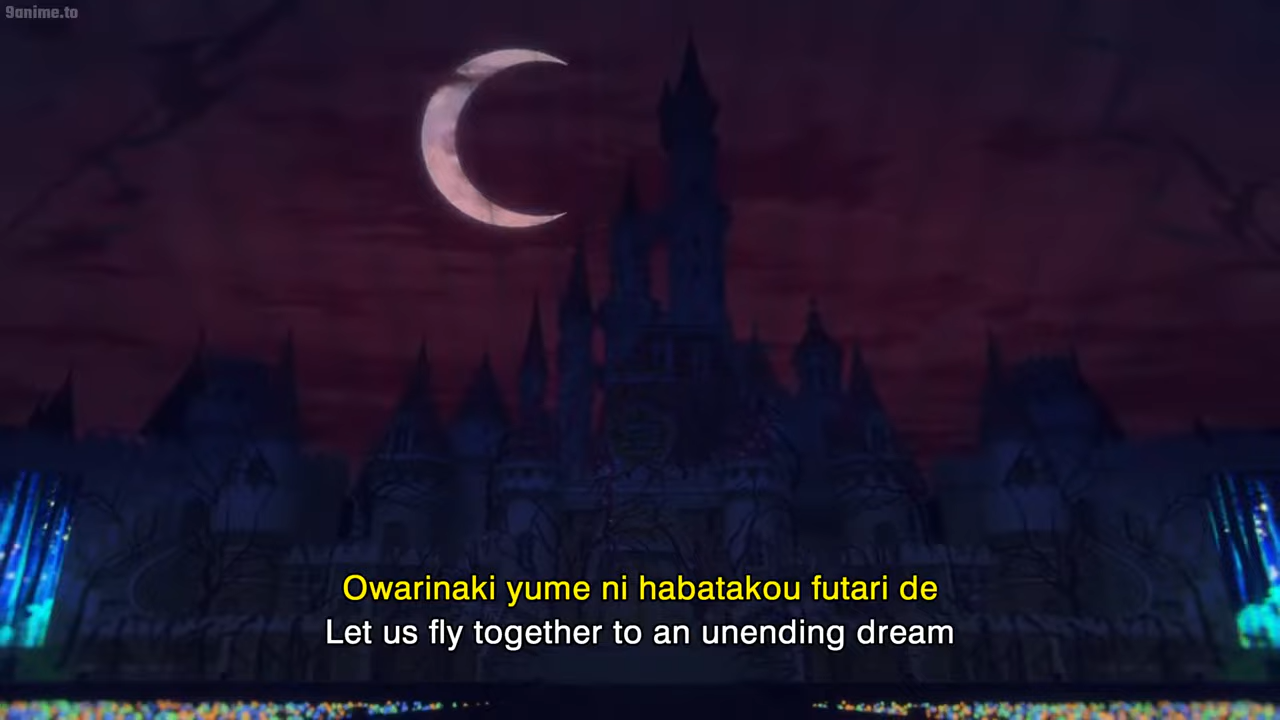 9anime.to
Owarinaki yume ni habatakou futari de
Let us fly together to an unending dream